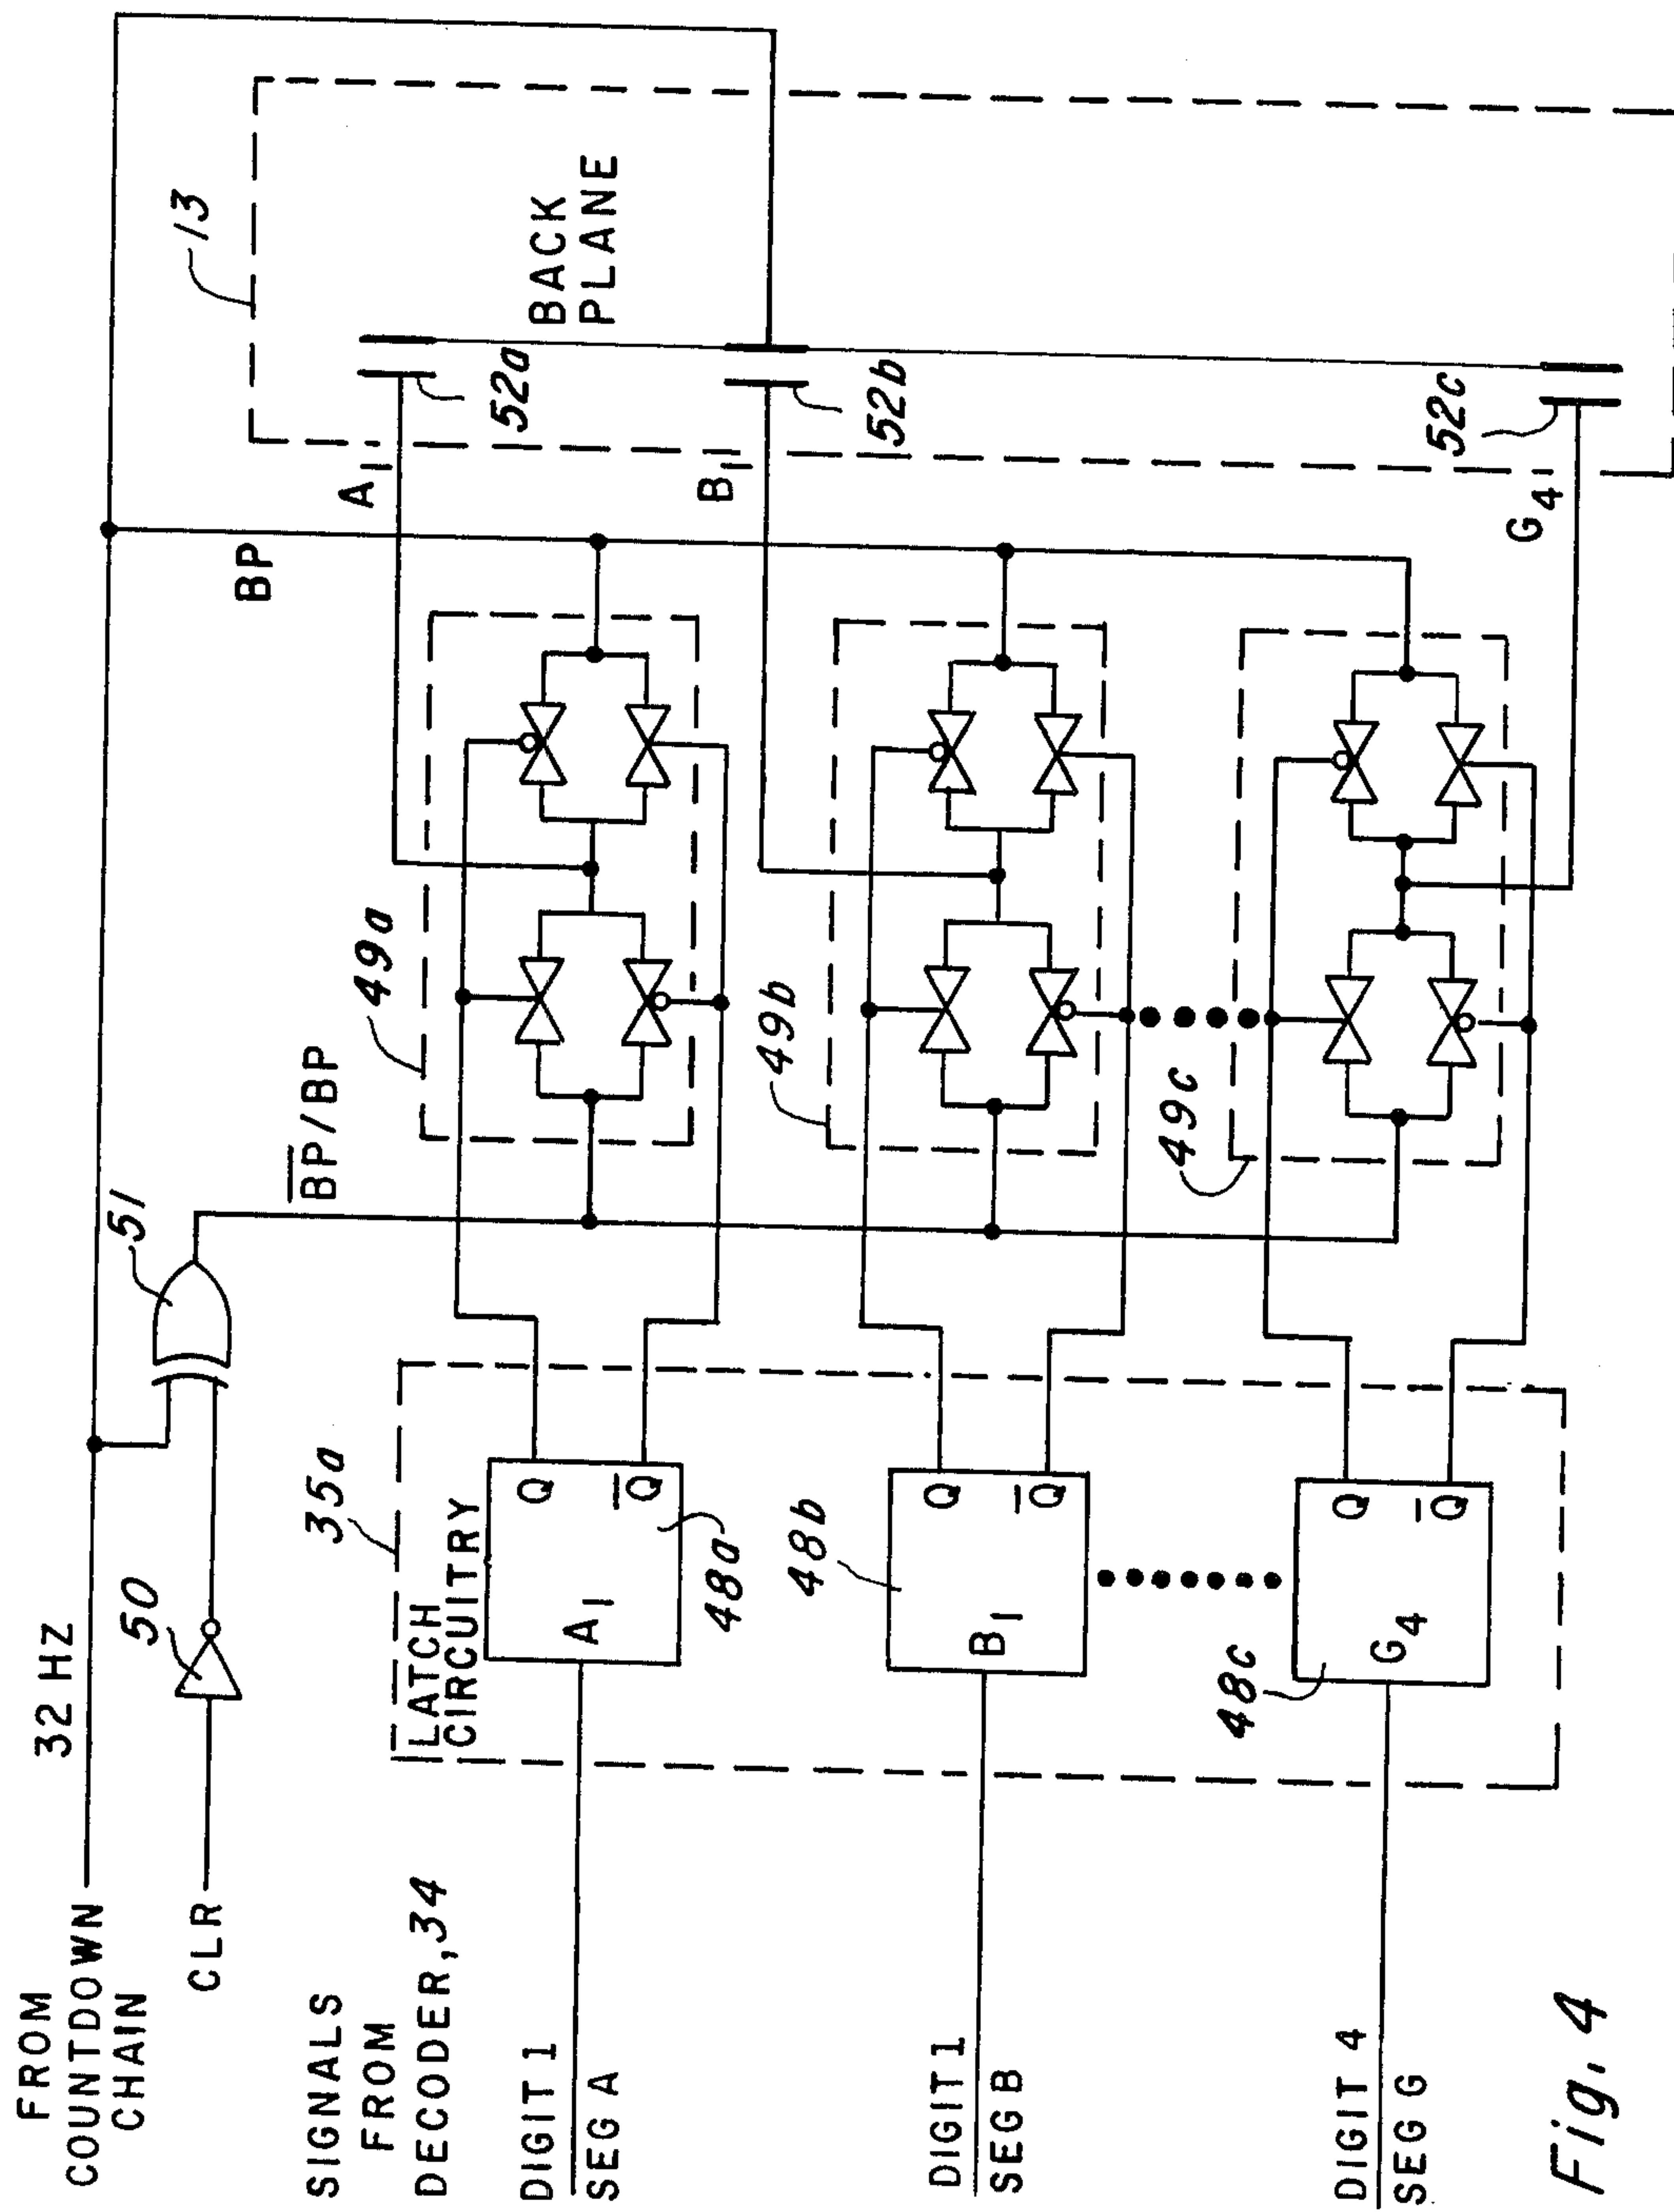 FROM
COUNTDOWN
CHAIN
32 HZ
CLR
50
51
B̅P/BP
BP
13
BACK
PLANE
SIGNALS
FROM
DECODER,34
LATCH
CIRCUITRY
35a
49a
A1
52a
DIGIT 1
SEG A
A1
Q
Q̅
48a
49b
B1
52b
DIGIT 1
SEG B
B1
Q
Q̅
48b
49c
G4
52c
DIGIT 4
SEG G
G4
Q
Q̅
48c
Fig. 4